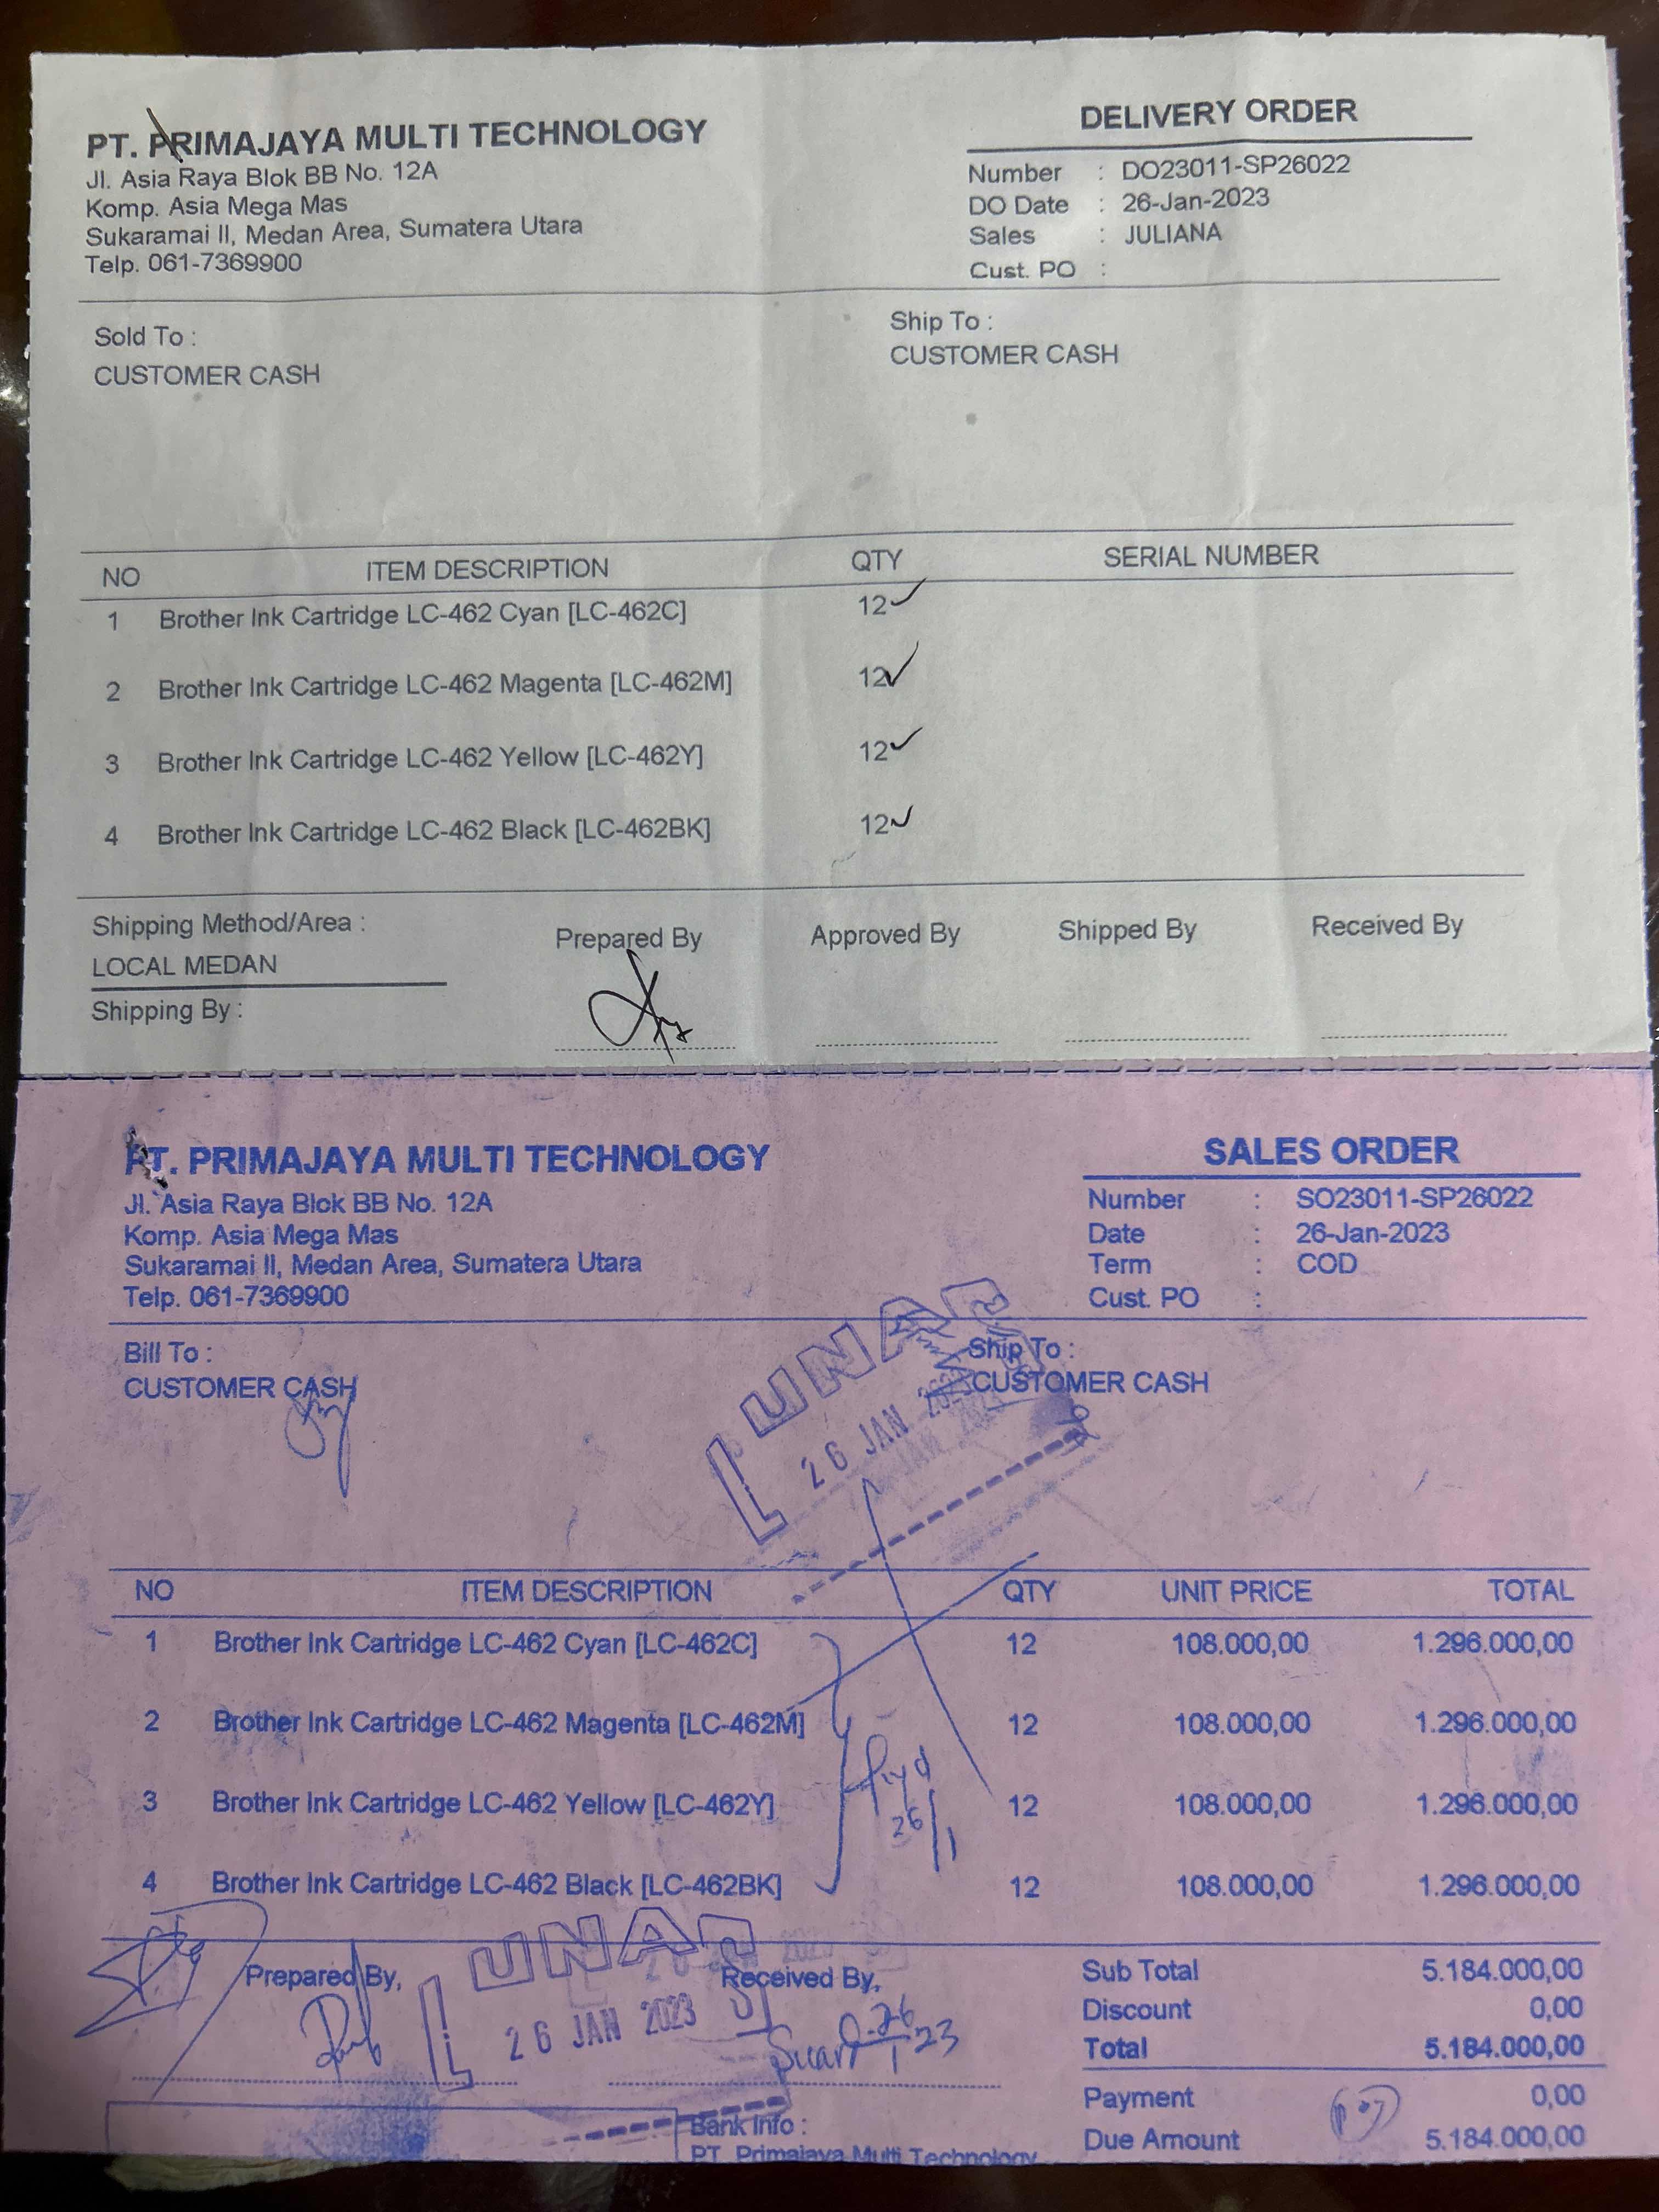 PT. PRIMAJAYA MULTI TECHNOLOGY
Jl. Asia Raya Blok BB No. 12A
Komp. Asia Mega Mas
Sukaramai II, Medan Area, Sumatera Utara
Telp. 061-7369900
DELIVERY ORDER
Number : DO23011-SP26022
DO Date : 26-Jan-2023
Sales : JULIANA
Cust. PO :
Sold To :
CUSTOMER CASH
Ship To :
CUSTOMER CASH
NO ITEM DESCRIPTION QTY SERIAL NUMBER
1 Brother Ink Cartridge LC-462 Cyan [LC-462C] 12
2 Brother Ink Cartridge LC-462 Magenta [LC-462M] 12
3 Brother Ink Cartridge LC-462 Yellow [LC-462Y] 12
4 Brother Ink Cartridge LC-462 Black [LC-462BK] 12
Shipping Method/Area :
LOCAL MEDAN
Shipping By :
Prepared By Approved By Shipped By Received By
PT. PRIMAJAYA MULTI TECHNOLOGY
Jl. Asia Raya Blok BB No. 12A
Komp. Asia Mega Mas
Sukaramai II, Medan Area, Sumatera Utara
Telp. 061-7369900
SALES ORDER
Number : SO23011-SP26022
Date : 26-Jan-2023
Term : COD
Cust. PO :
Bill To :
CUSTOMER CASH
Ship To :
CUSTOMER CASH
LUNAS
26 JAN 2023
NO ITEM DESCRIPTION QTY UNIT PRICE TOTAL
1 Brother Ink Cartridge LC-462 Cyan [LC-462C] 12 108.000,00 1.296.000,00
2 Brother Ink Cartridge LC-462 Magenta [LC-462M] 12 108.000,00 1.296.000,00
3 Brother Ink Cartridge LC-462 Yellow [LC-462Y] 12 108.000,00 1.296.000,00
4 Brother Ink Cartridge LC-462 Black [LC-462BK] 12 108.000,00 1.296.000,00
26/1
Prepared By, Received By,
LUNAS
26 JAN 2023
26
1 23
Sub Total 5.184.000,00
Discount 0,00
Total 5.184.000,00
Payment 0,00
Due Amount 5.184.000,00
Bank Info :
PT. Primajaya Multi Technology